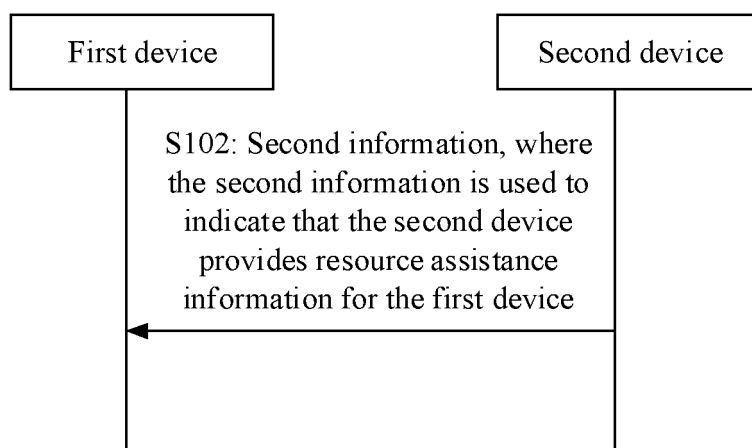 First device
Second device
S102: Second information, where
the second information is used to
indicate that the second device
provides resource assistance
information for the first device